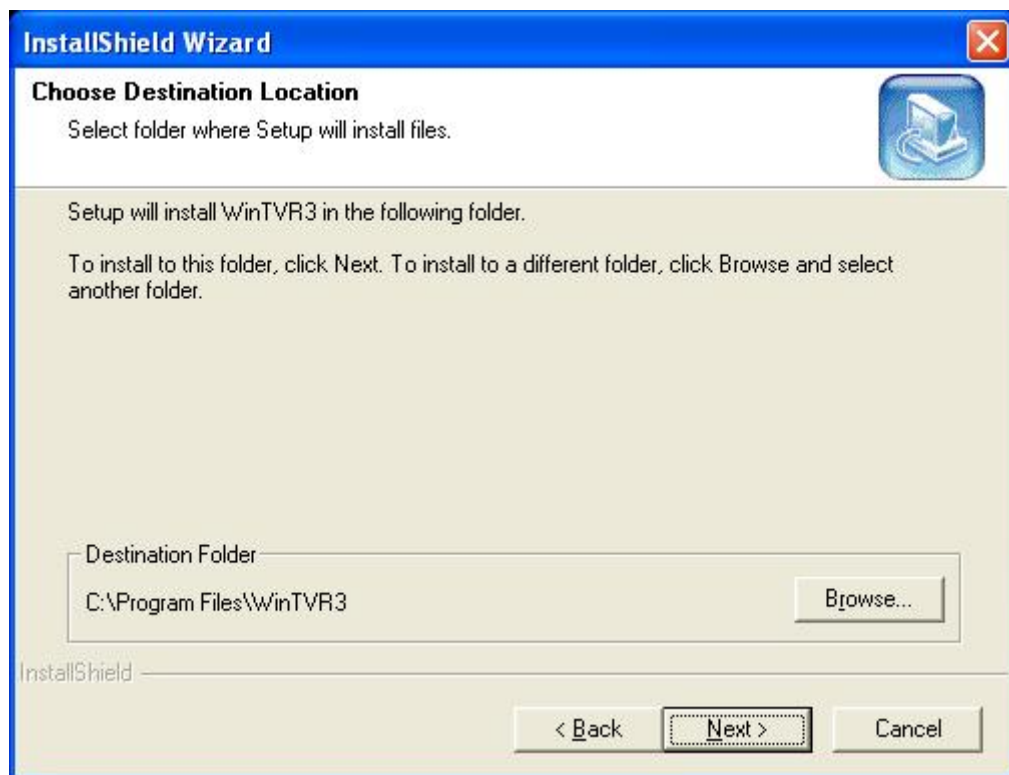 InstallShield Wizard
Choose Destination Location
Select folder where Setup will install files.
Setup will install WinTVR3 in the following folder.
To install to this folder, click Next. To install to a different folder, click Browse and select
another folder.
Destination Folder
C:\Program Files\WinTVR3
Browse...
InstallShield
< Back
Next >
Cancel